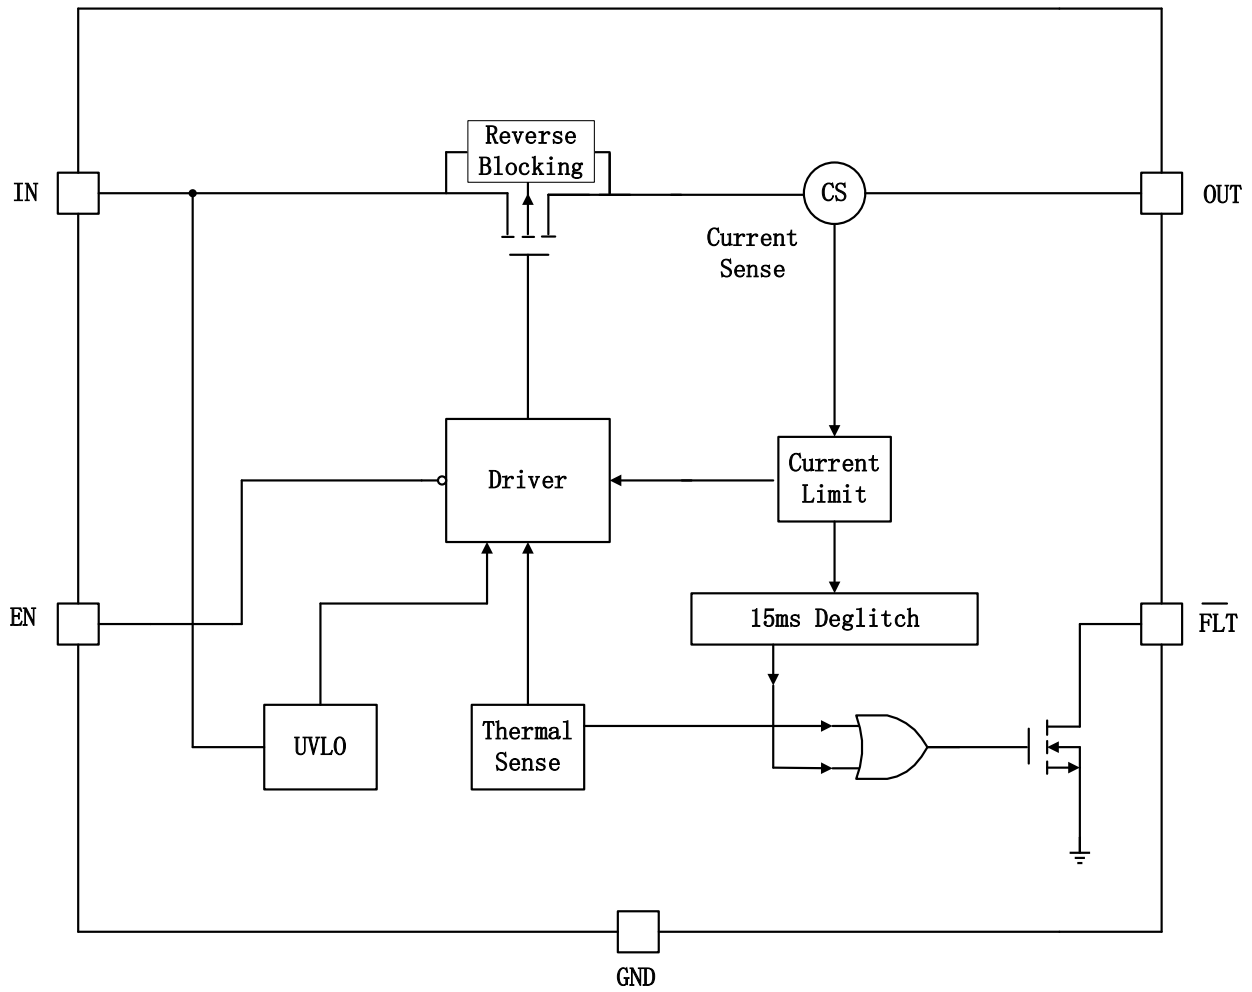 Reverse
Blocking
IN
CS
OUT
Current
Sense
Driver
Current
Limit
EN
15ms Deglitch
FLT
UVLO
Thermal
Sense
GND